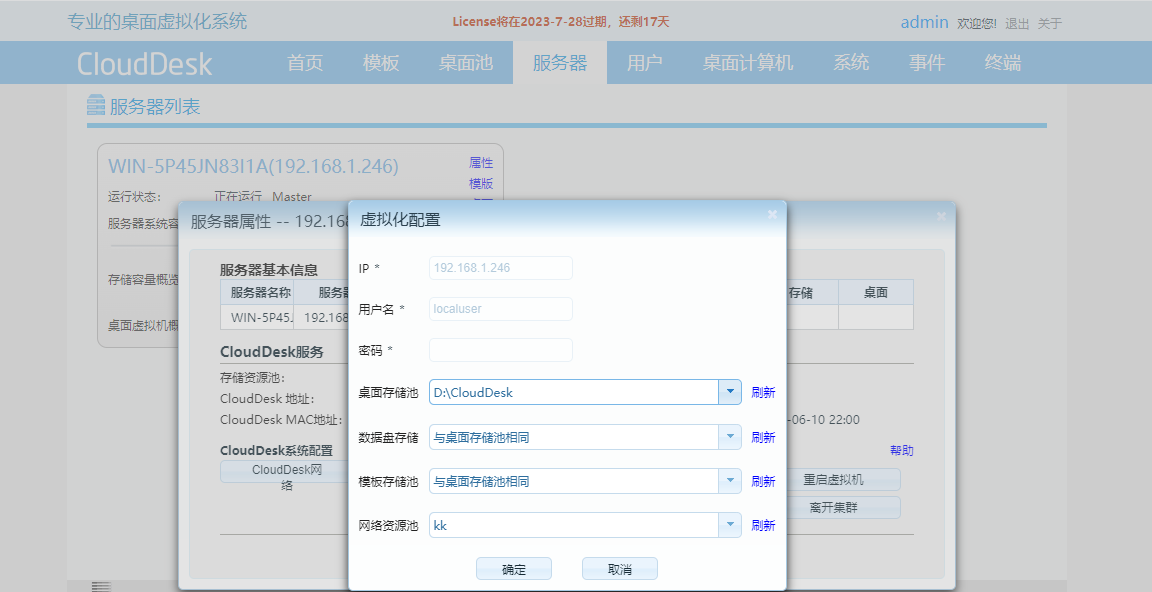 专业的桌面虚拟化系统
License将在2023-7-28过期，还剩17天
admin 欢迎您! 退出 关于
CloudDesk 首页 模板 桌面池 服务器 用户 桌面计算机 系统 事件 终端
服务器列表
WIN-5P45JN83I1A(192.168.1.246) 属性
模版
运行状态: 正在运行 Master
服务器系统容
存储容量概览
桌面虚拟机概
服务器属性 -- 192.168
服务器基本信息
服务器名称 服务器 存储 桌面
WIN-5P45J 192.168
CloudDesk服务
存储资源池:
CloudDesk 地址:
CloudDesk MAC地址: -06-10 22:00
CloudDesk系统配置 帮助
CloudDesk网络 重启虚拟机
离开集群
虚拟化配置
IP * 192.168.1.246
用户名 * localuser
密码 *
桌面存储池 D:\CloudDesk 刷新
数据盘存储 与桌面存储池相同 刷新
模板存储池 与桌面存储池相同 刷新
网络资源池 kk 刷新
确定 取消